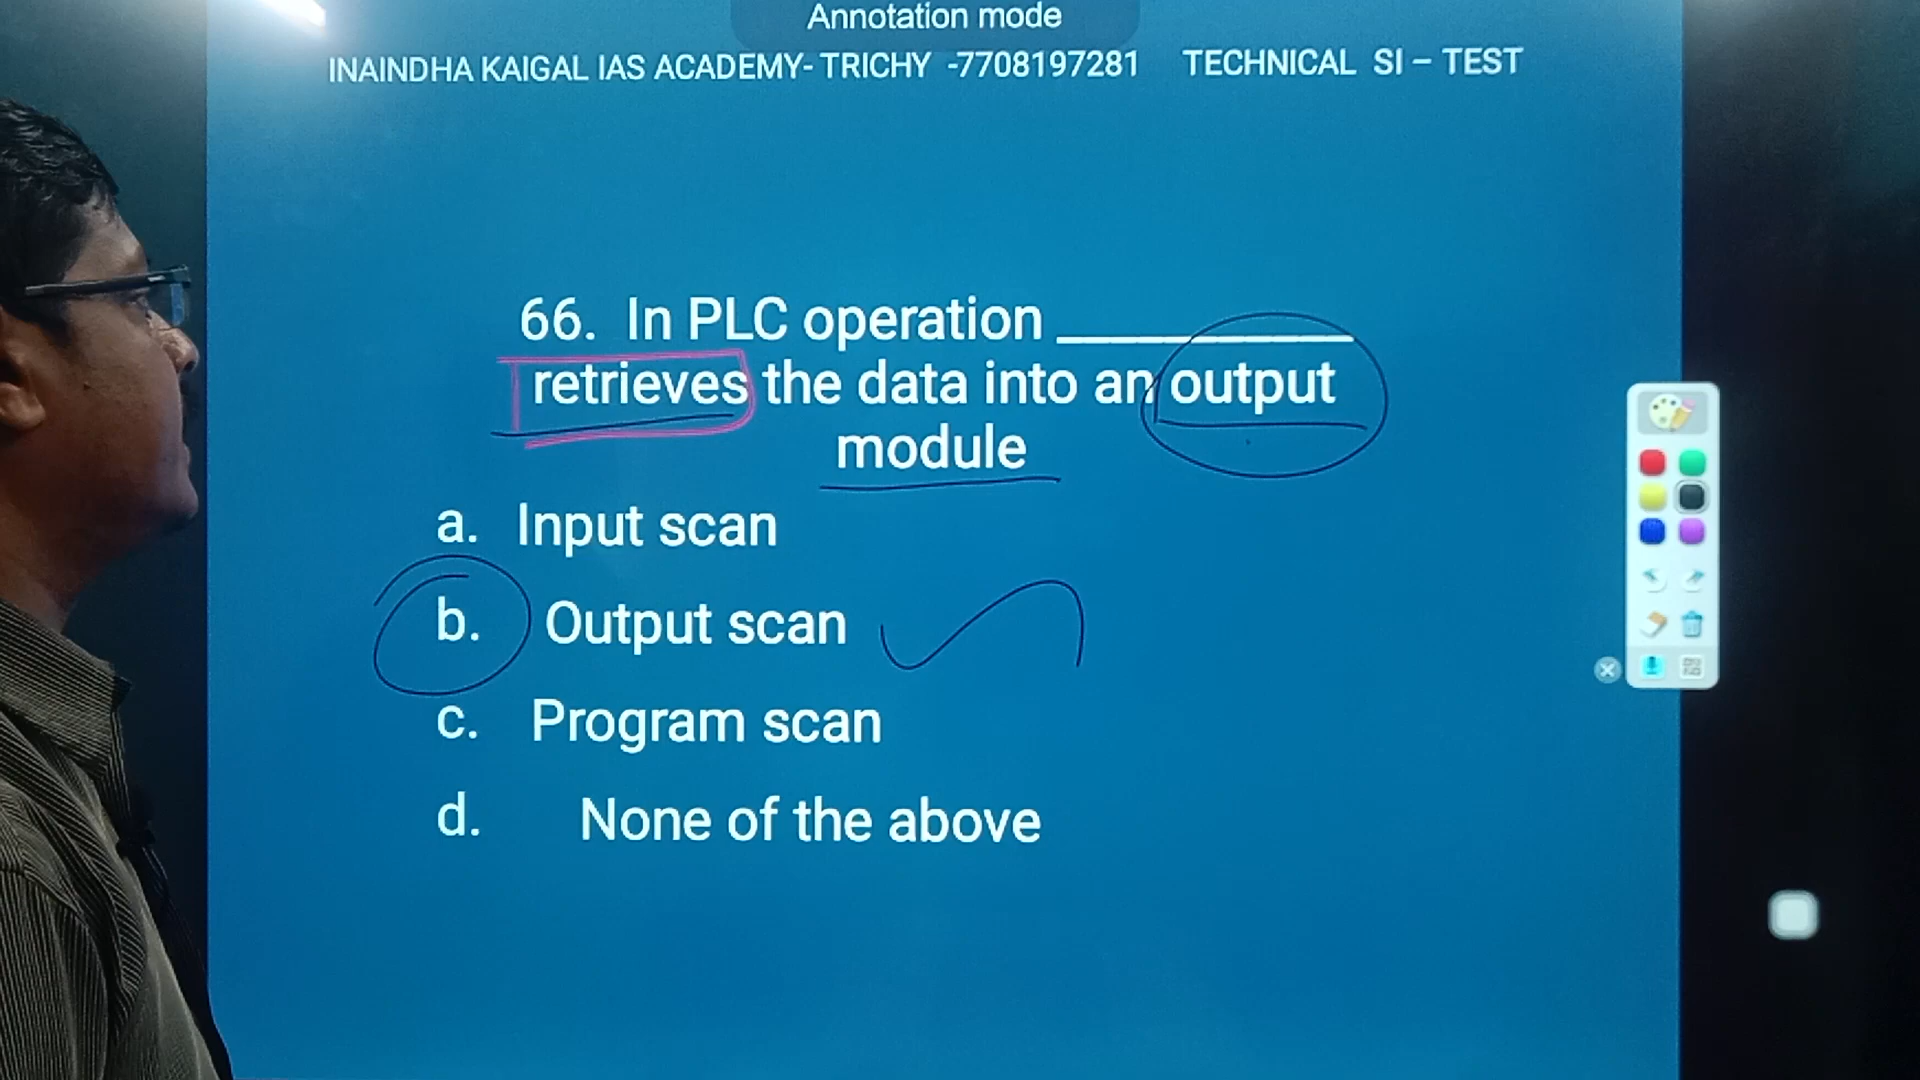 Annotation mode
INAINDHA KAIGAL IAS ACADEMY- TRICHY -7708197281 TECHNICAL SI – TEST
66. In PLC operation __________
retrieves the data into an output
module
a. Input scan
b. Output scan
c. Program scan
d. None of the above